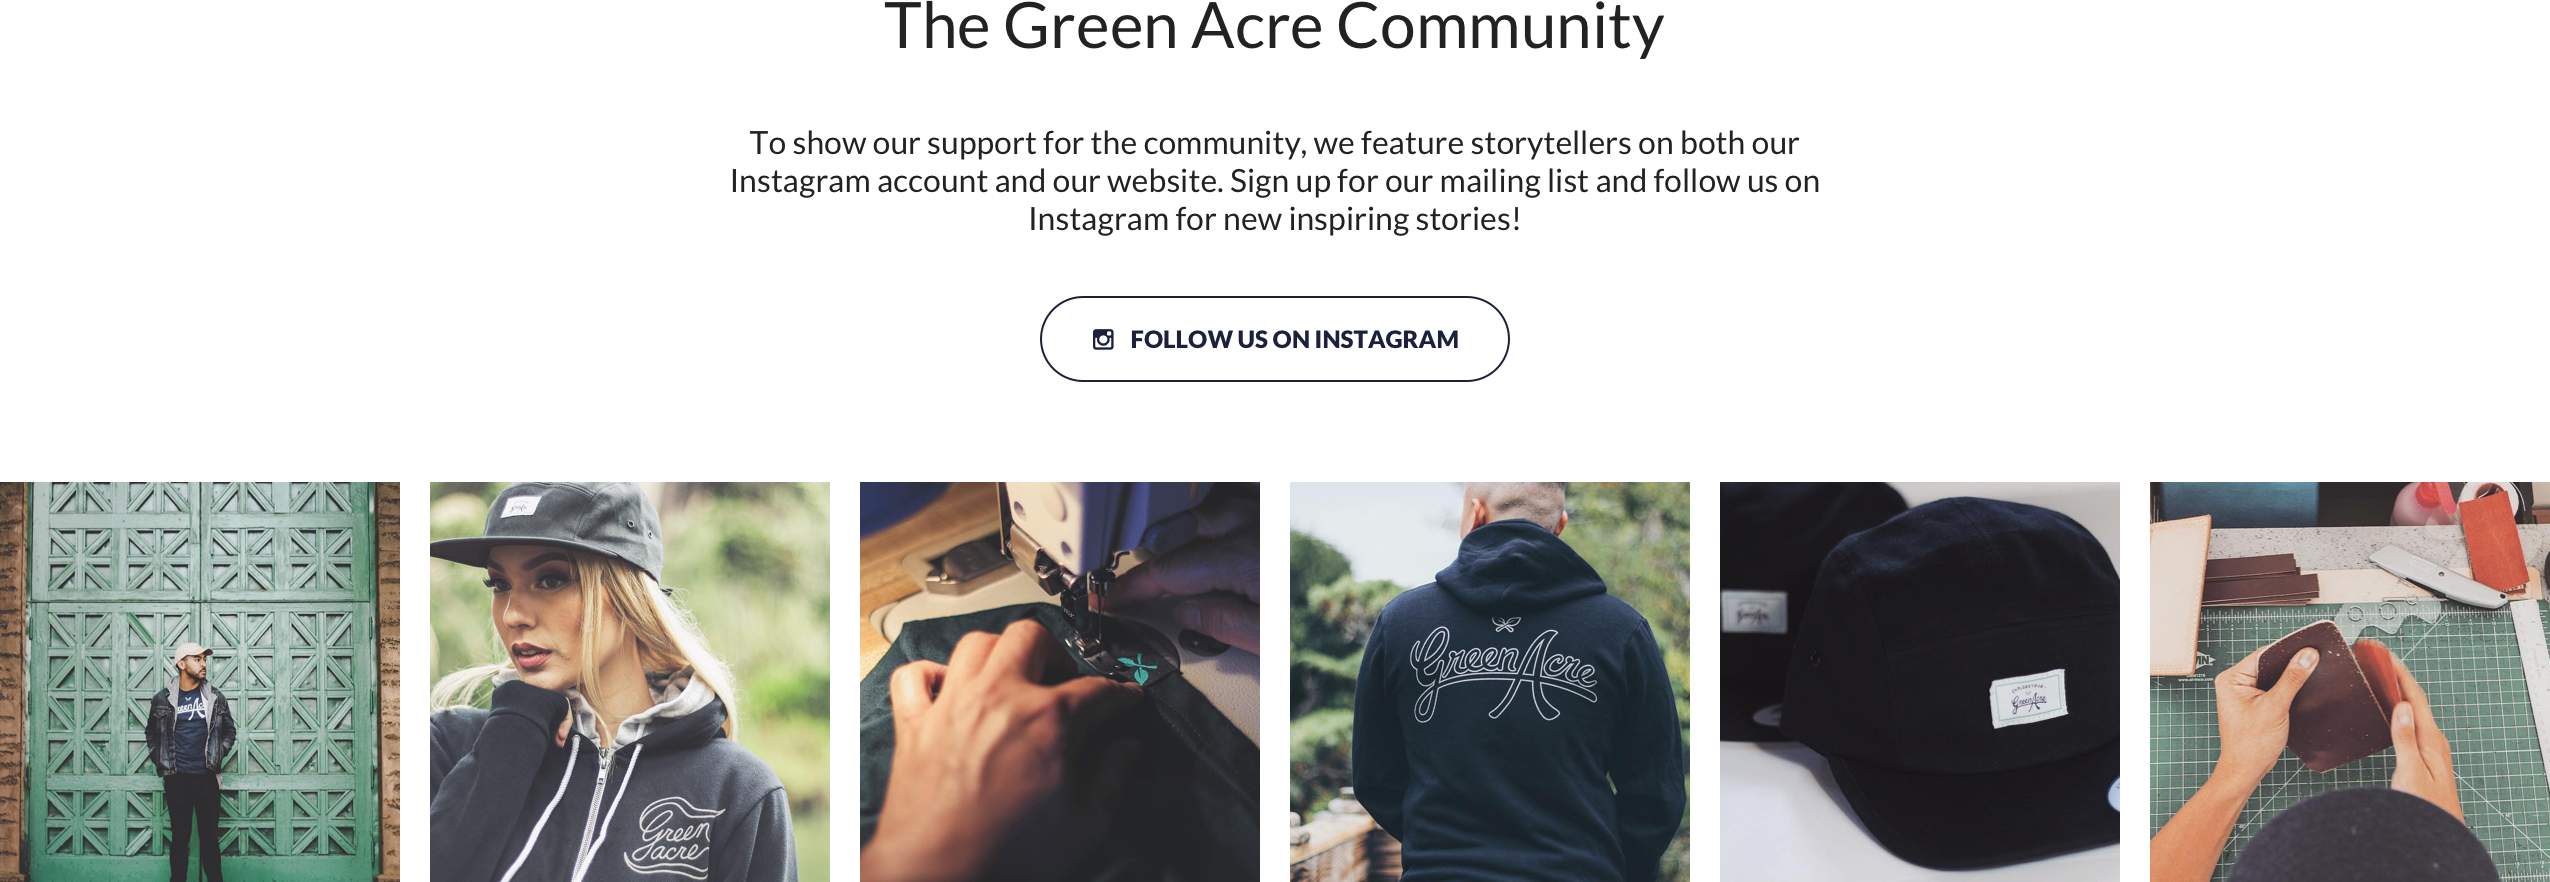 The Green Acre Community
To show our support for the community, we feature storytellers on both our
Instagram account and our website. Sign up for our mailing list and follow us on
Instagram for new inspiring stories!
FOLLOW US ON INSTAGRAM
Green
acre
Green Acre
Green Acre